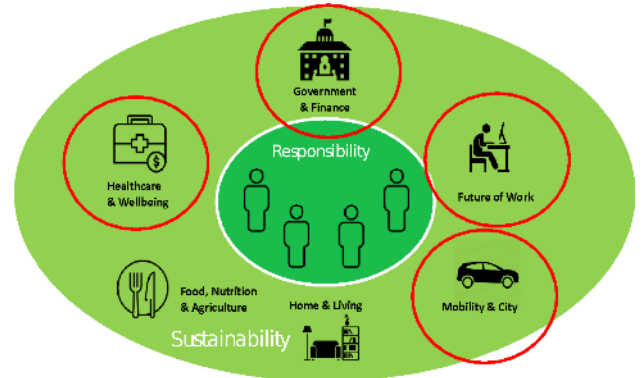 Government
& Finance
Responsibility
Healthcare
& Wellbeing
Future of Work
Food, Nutrition
& Agriculture
Home & Living
Mobility & City
Sustainability
$